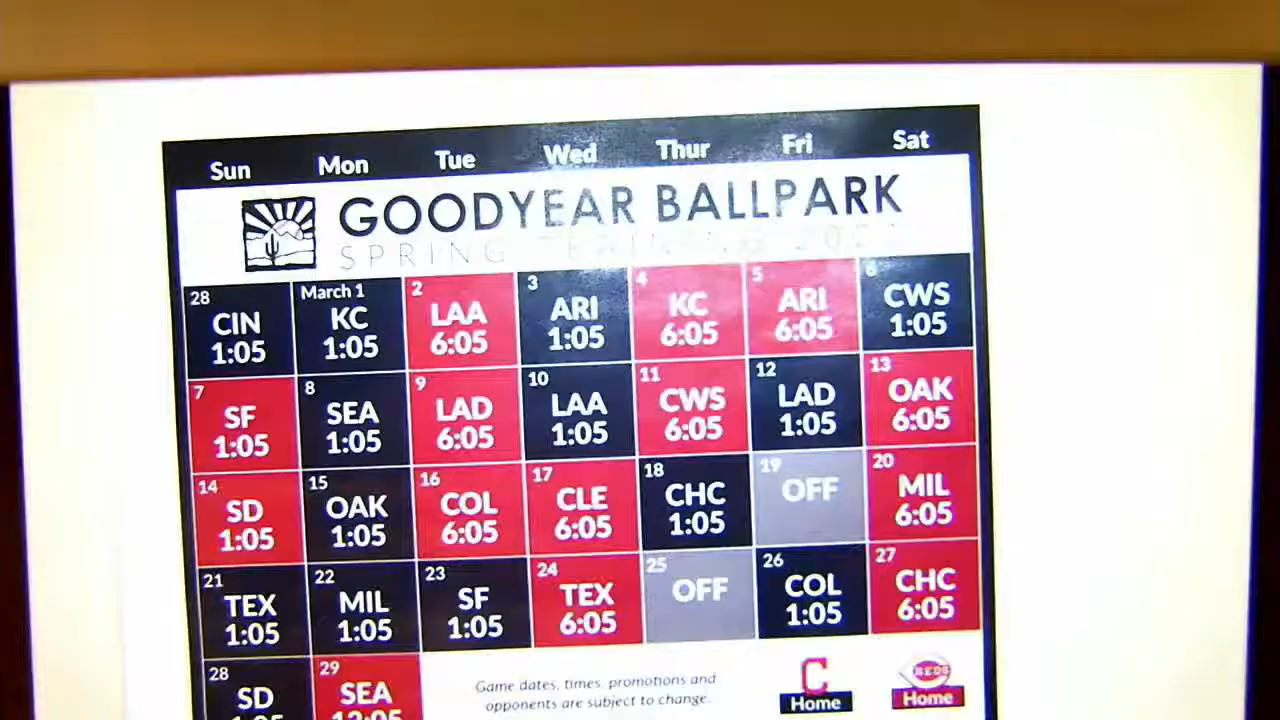 Sun Mon Tue Wed Thur Fri Sat
GOODYEAR BALLPARK
SPRING TRAINING
28 March 1 2 3 4 5 6
CIN KC LAA ARI KC ARI CWS
1:05 1:05 6:05 1:05 6:05 6:05 1:05
7 8 9 10 11 12 13
SF SEA LAD LAA CWS LAD OAK
1:05 1:05 6:05 1:05 6:05 1:05 6:05
14 15 16 17 18 19 20
SD OAK COL CLE CHC OFF MIL
1:05 1:05 6:05 6:05 1:05 6:05
21 22 23 24 25 26 27
TEX MIL SF TEX OFF COL CHC
1:05 1:05 1:05 6:05 1:05 6:05
28 29
SD SEA
Game dates, times, promotions and
opponents are subject to change.
C REDS
Home Home